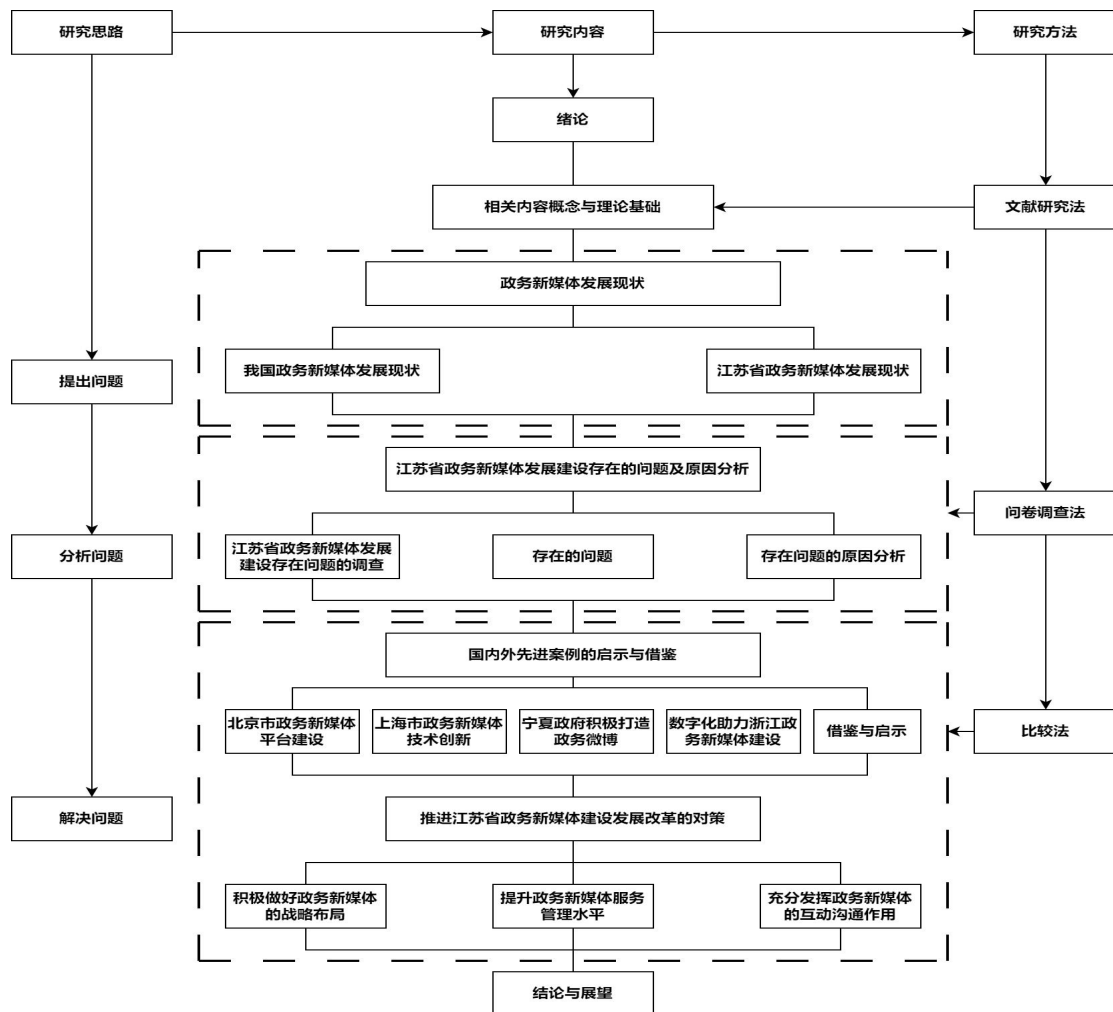 研究思路
研究内容
研究方法
绪论
相关内容概念与理论基础
文献研究法
政务新媒体发展现状
提出问题
我国政务新媒体发展现状
江苏省政务新媒体发展现状
江苏省政务新媒体发展建设存在的问题及原因分析
问卷调查法
分析问题
江苏省政务新媒体发展
建设存在问题的调查
存在的问题
存在问题的原因分析
国内外先进案例的启示与借鉴
北京市政务新媒体
平台建设
上海市政务新媒体
技术创新
宁夏政府积极打造
政务微博
数字化助力浙江政
务新媒体建设
借鉴与启示
比较法
解决问题
推进江苏省政务新媒体建设发展改革的对策
积极做好政务新媒体
的战略布局
提升政务新媒体服务
管理水平
充分发挥政务新媒体
的互动沟通作用
结论与展望